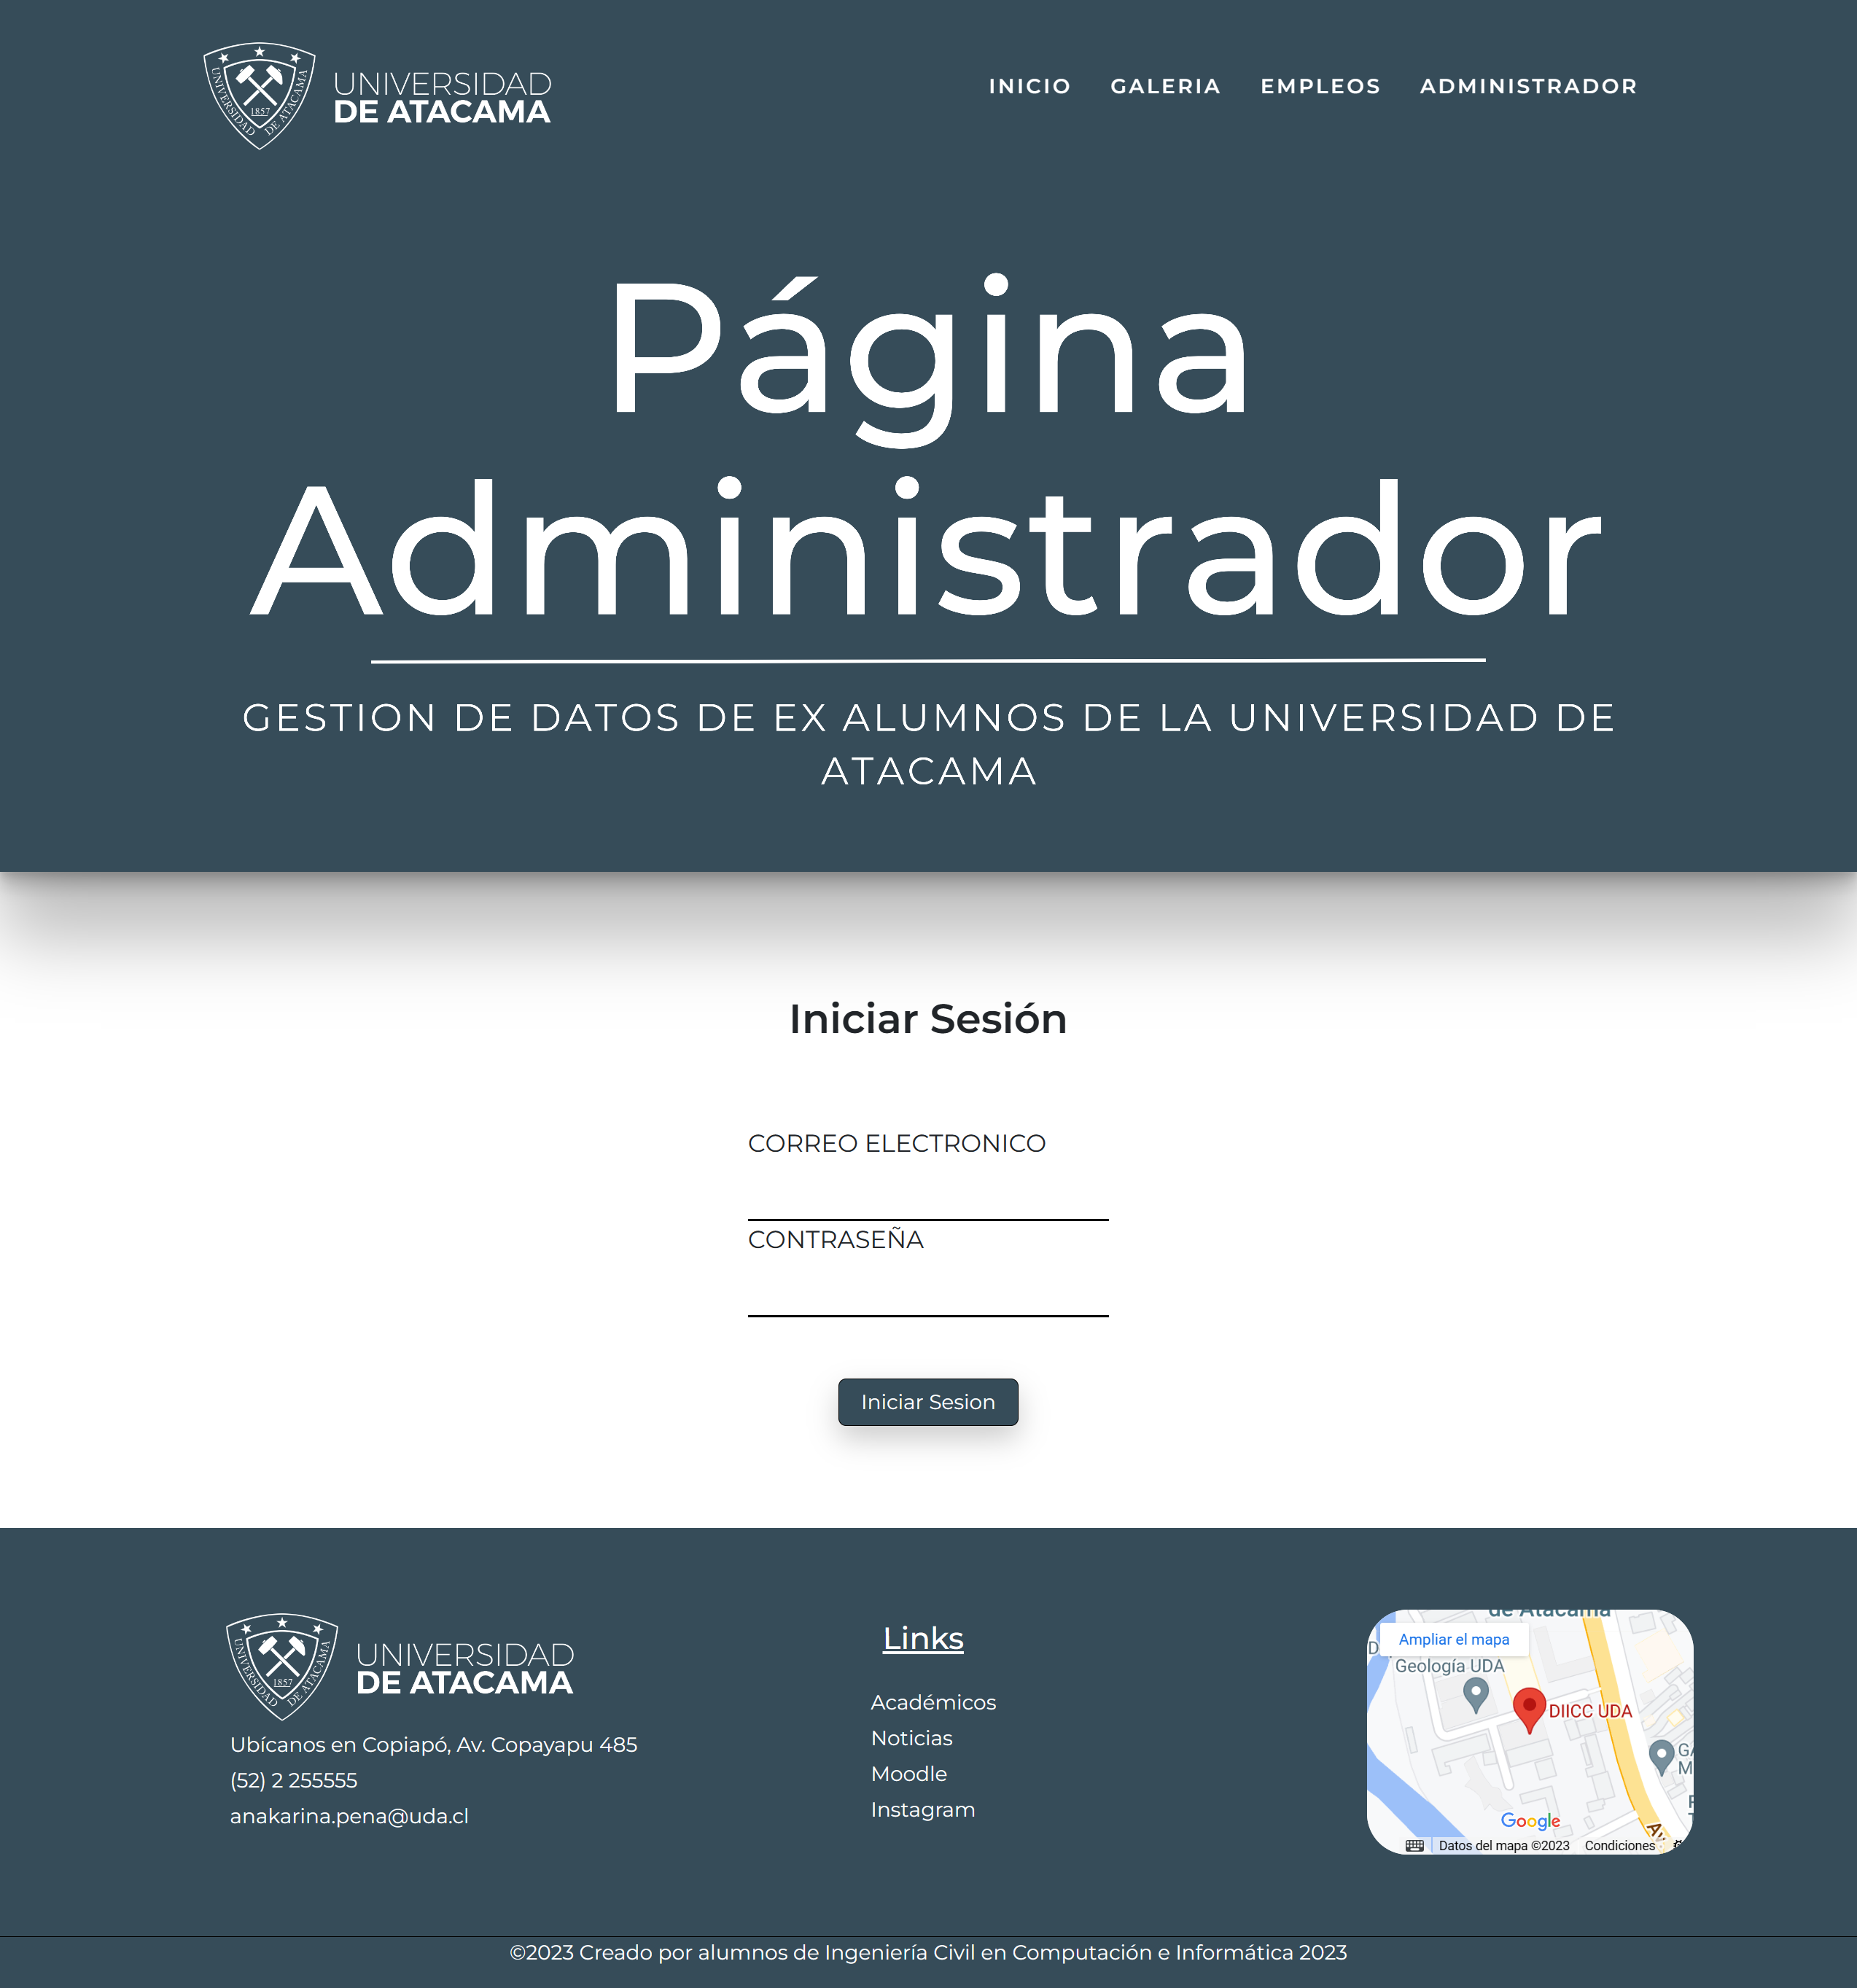 UNIVERSIDAD DE ATACAMA
1857
UNIVERSIDAD
DE ATACAMA
INICIO GALERIA EMPLEOS ADMINISTRADOR
Página
Administrador
GESTION DE DATOS DE EX ALUMNOS DE LA UNIVERSIDAD DE
ATACAMA
Iniciar Sesión
CORREO ELECTRONICO
CONTRASEÑA
Iniciar Sesion
UNIVERSIDAD DE ATACAMA
1857
UNIVERSIDAD
DE ATACAMA
Ubícanos en Copiapó, Av. Copayapu 485
(52) 2 255555
anakarina.pena@uda.cl
Links
Académicos
Noticias
Moodle
Instagram
de Atacama
Ampliar el mapa
Geología UDA
DIICC UDA
Google
Datos del mapa ©2023 Condiciones
©2023 Creado por alumnos de Ingeniería Civil en Computación e Informática 2023